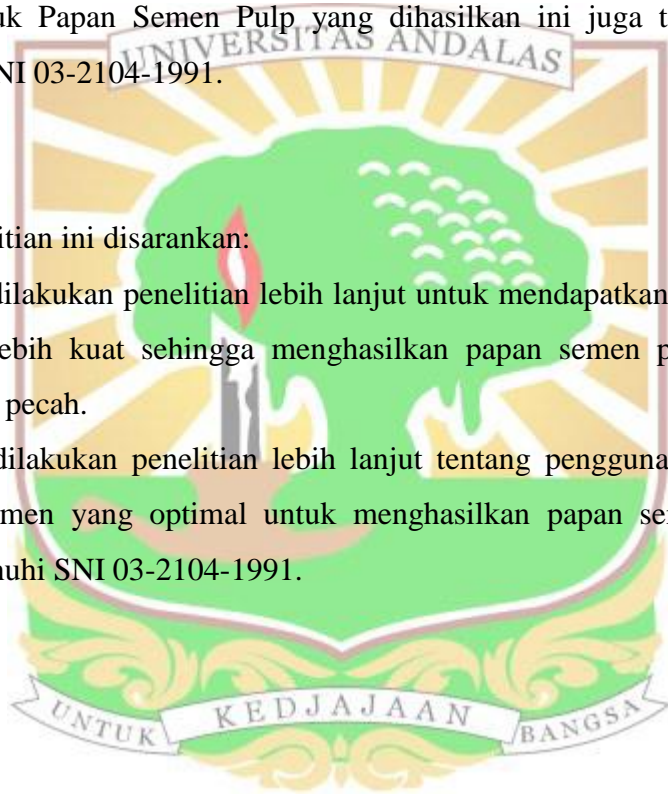 uk Papan Semen Pulp yang dihasilkan ini juga t
UNIVERSITAS ANDALAS
NI 03-2104-1991.
itian ini disarankan:
dilakukan penelitian lebih lanjut untuk mendapatkan
ebih kuat sehingga menghasilkan papan semen p
pecah.
dilakukan penelitian lebih lanjut tentang pengguna
men yang optimal untuk menghasilkan papan se
uhi SNI 03-2104-1991.
UNTUK KEDJAJAAN BANGSA